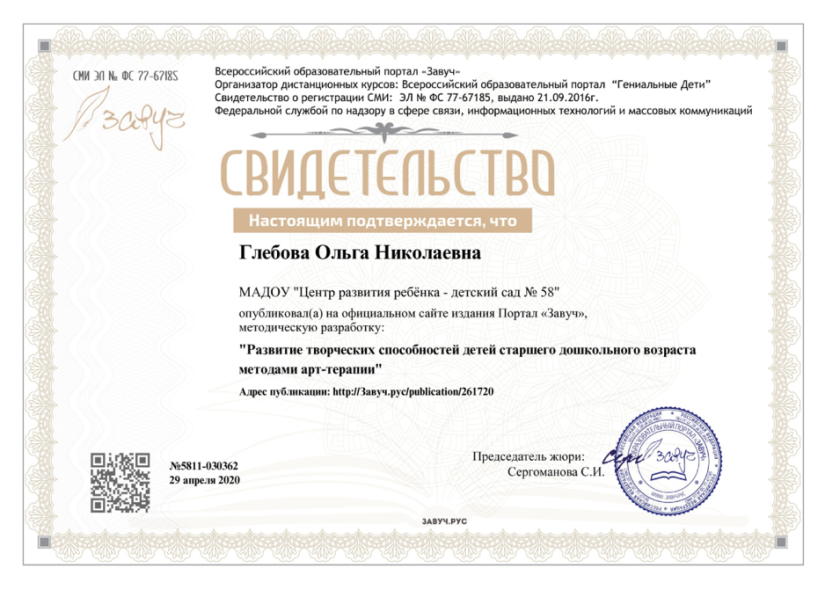 СМИ ЭЛ № ФС 77-67185
завуч
Всероссийский образовательный портал «Завуч»
Организатор дистанционных курсов: Всероссийский образовательный портал “Гениальные Дети”
Свидетельство о регистрации СМИ: ЭЛ № ФС 77-67185, выдано 21.09.2016г.
Федеральной службой по надзору в сфере связи, информационных технологий и массовых коммуникаций
СВИДЕТЕЛЬСТВО
Настоящим подтверждается, что
Глебова Ольга Николаевна
МАДОУ "Центр развития ребёнка - детский сад № 58"
опубликовал(а) на официальном сайте издания Портал «Завуч»,
методическую разработку:
"Развитие творческих способностей детей старшего дошкольного возраста
методами арт-терапии"
Адрес публикации: http://Завуч.рус/publication/261720
№5811-030362
29 апреля 2020
Председатель жюри:
Сергоманова С.И.
завуч
ЗАВУЧ.РУС